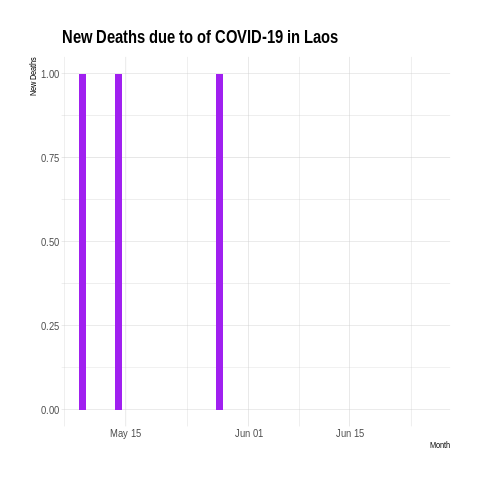 New Deaths due to of COVID-19 in Laos
New Deaths
1.00
0.75
0.50
0.25
0.00
May 15
Jun 01
Jun 15
Month